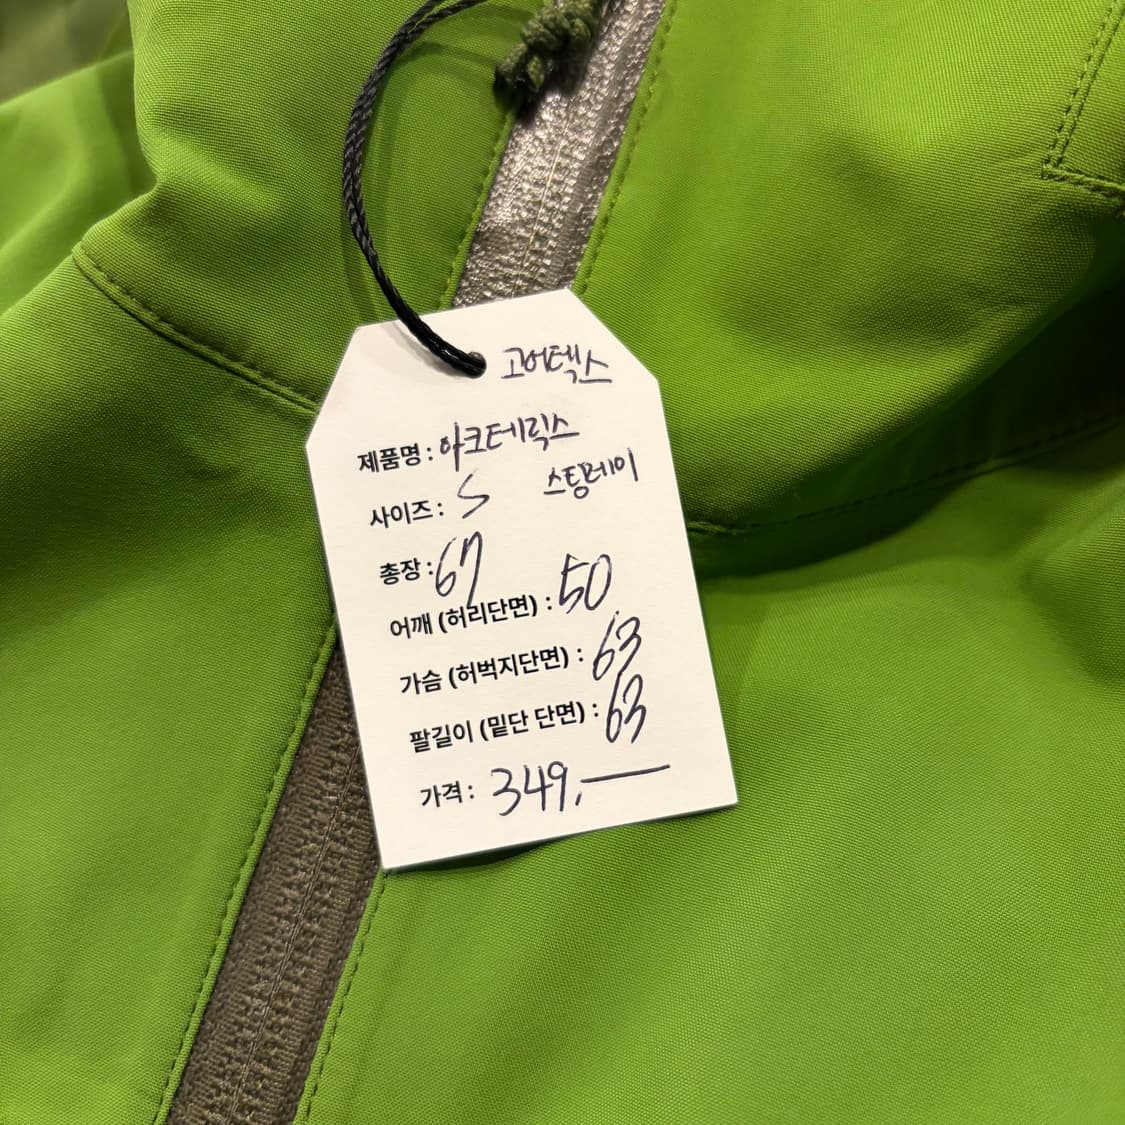 고어텍스
제품명 : 아크테릭스
스팅레이
사이즈 : S
총장 : 67
어깨 (허리단면) : 50
가슴 (허벅지단면) : 63
팔길이 (밑단 단면) : 63
가격 : 349,—